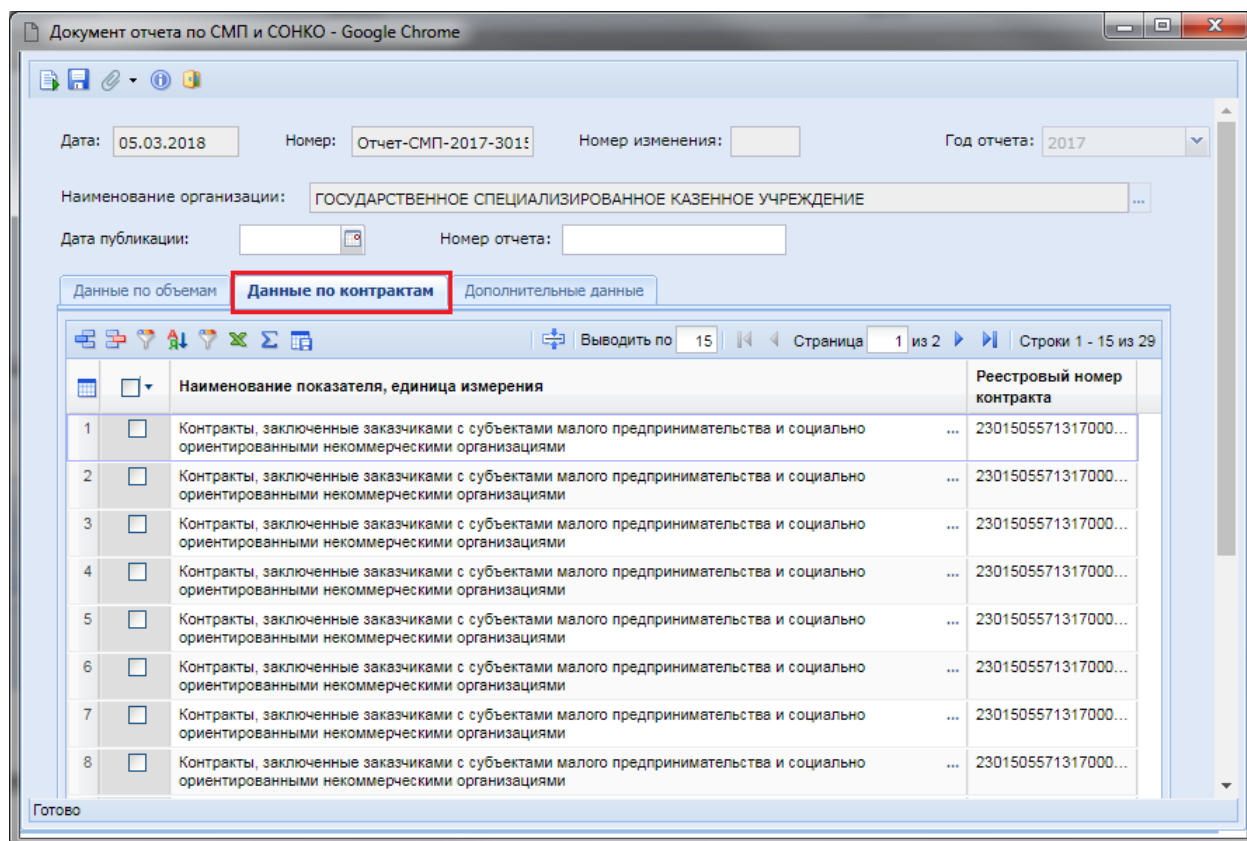 Документ отчета по СМП и СОНКО - Google Chrome
Дата: 05.03.2018 Номер: Отчет-СМП-2017-3015 Номер изменения: Год отчета: 2017
Наименование организации: ГОСУДАРСТВЕННОЕ СПЕЦИАЛИЗИРОВАННОЕ КАЗЕННОЕ УЧРЕЖДЕНИЕ ...
Дата публикации: Номер отчета:
Данные по объемам Данные по контрактам Дополнительные данные
Выводить по 15 Страница 1 из 2 Строки 1 - 15 из 29
Наименование показателя, единица измерения Реестровый номер
контракта
1 Контракты, заключенные заказчиками с субъектами малого предпринимательства и социально ... 2301505571317000...
ориентированными некоммерческими организациями
2 Контракты, заключенные заказчиками с субъектами малого предпринимательства и социально ... 2301505571317000...
ориентированными некоммерческими организациями
3 Контракты, заключенные заказчиками с субъектами малого предпринимательства и социально ... 2301505571317000...
ориентированными некоммерческими организациями
4 Контракты, заключенные заказчиками с субъектами малого предпринимательства и социально ... 2301505571317000...
ориентированными некоммерческими организациями
5 Контракты, заключенные заказчиками с субъектами малого предпринимательства и социально ... 2301505571317000...
ориентированными некоммерческими организациями
6 Контракты, заключенные заказчиками с субъектами малого предпринимательства и социально ... 2301505571317000...
ориентированными некоммерческими организациями
7 Контракты, заключенные заказчиками с субъектами малого предпринимательства и социально ... 2301505571317000...
ориентированными некоммерческими организациями
8 Контракты, заключенные заказчиками с субъектами малого предпринимательства и социально ... 2301505571317000...
ориентированными некоммерческими организациями
Готово